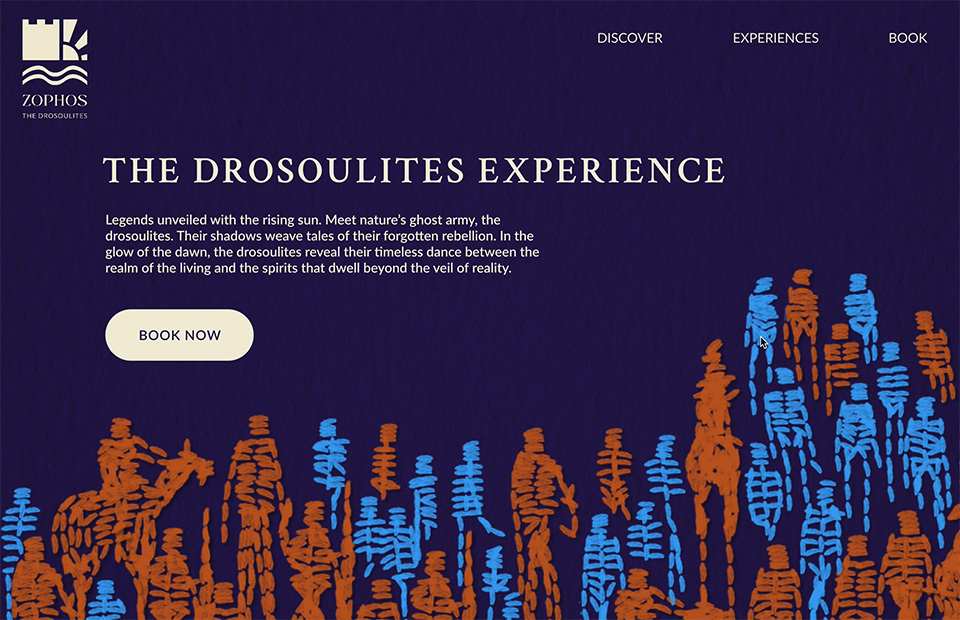 DISCOVER
EXPERIENCES
BOOK
ZOPHOS
THE DROSOULITES
THE DROSOULITES EXPERIENCE
Legends unveiled with the rising sun. Meet nature’s ghost army, the
drosoulites. Their shadows weave tales of their forgotten rebellion. In the
glow of the dawn, the drosoulites reveal their timeless dance between the
realm of the living and the spirits that dwell beyond the veil of reality.
BOOK NOW